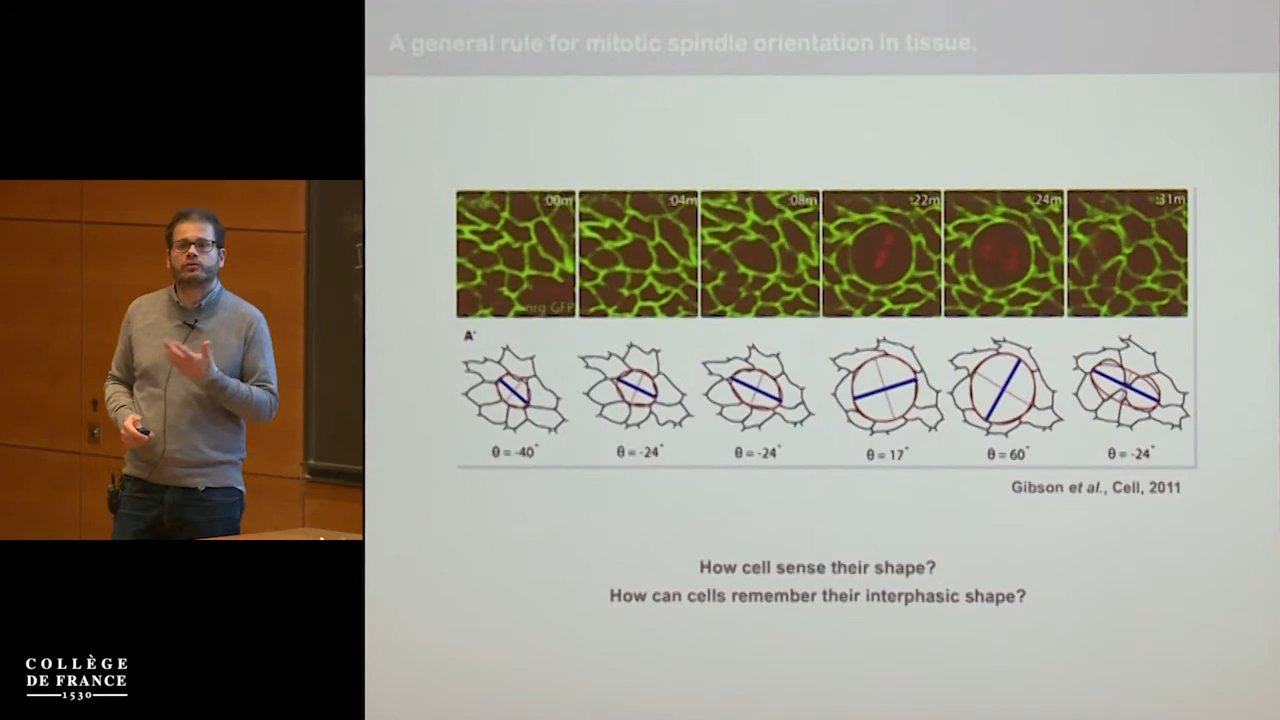 A general rule for mitotic spindle orientation in tissue.
:00m :04m :08m :22m :24m :31m
nrg GFP
A'
θ = -40° θ = -24° θ = -24° θ = 17° θ = 60° θ = -24°
Gibson et al., Cell, 2011
How cell sense their shape?
How can cells remember their interphasic shape?
COLLÈGE
DE FRANCE
1530